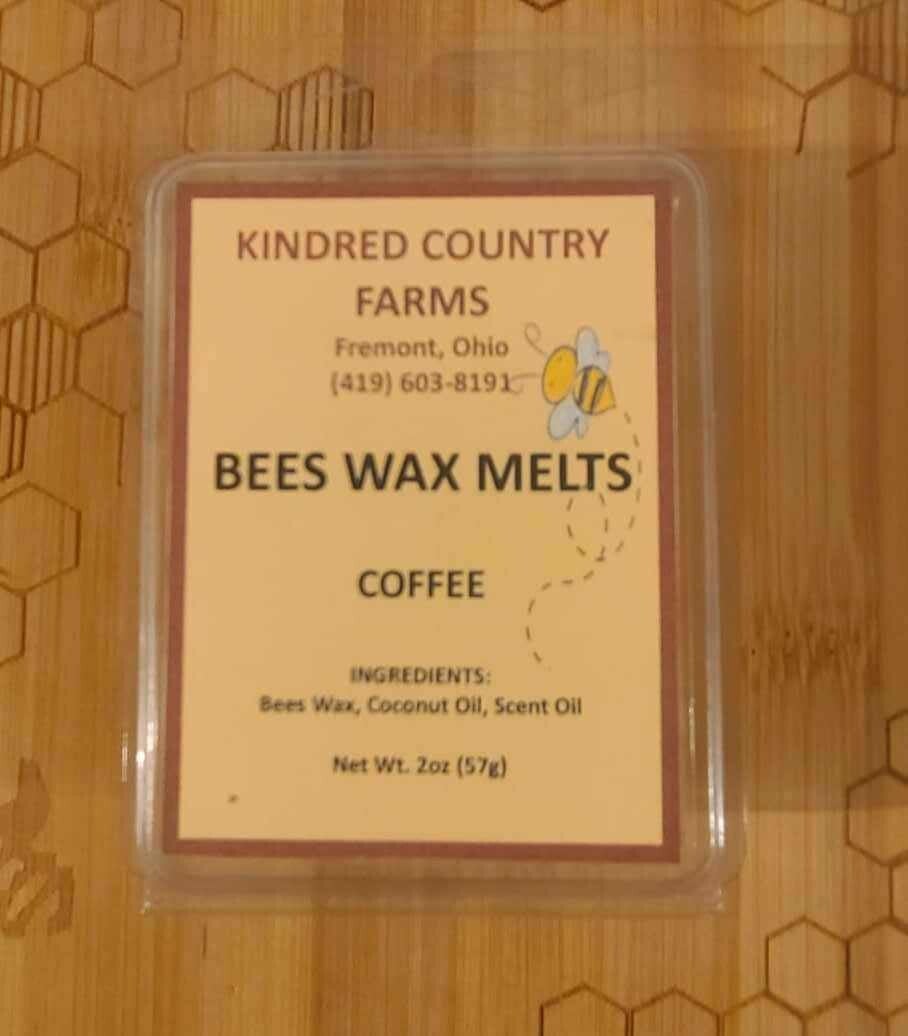 KINDRED COUNTRY
FARMS
Fremont, Ohio
(419) 603-8191
BEES WAX MELTS
COFFEE
INGREDIENTS:
Bees Wax, Coconut Oil, Scent Oil
Net Wt. 2oz (57g)